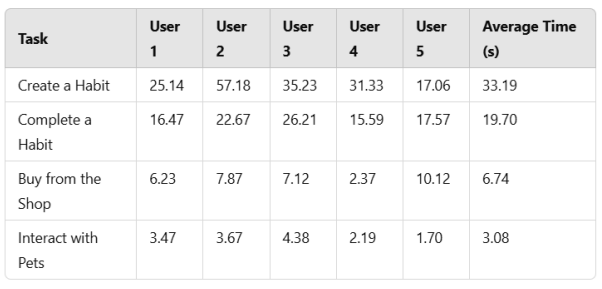 Task User 1 User 2 User 3 User 4 User 5 Average Time (s)
Create a Habit 25.14 57.18 35.23 31.33 17.06 33.19
Complete a Habit 16.47 22.67 26.21 15.59 17.57 19.70
Buy from the Shop 6.23 7.87 7.12 2.37 10.12 6.74
Interact with Pets 3.47 3.67 4.38 2.19 1.70 3.08